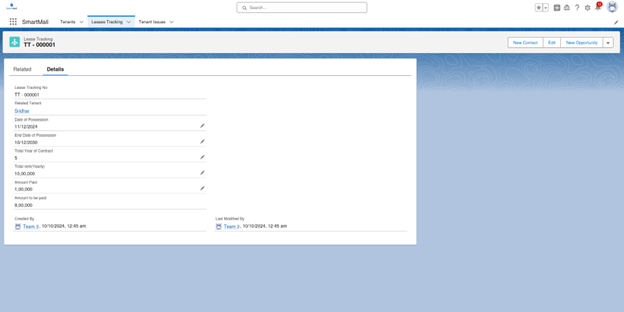 Search...
SmartMall
Tenants
Leases Tracking
Tenant Issues
Lease Tracking
TT - 000001
New Contact
Edit
New Opportunity
Related
Details
Lease Tracking No
TT - 000001
Related Tenant
Sridhar
Date of Possession
11/12/2024
End Date of Possession
10/12/2030
Total Year of Contract
5
Total rent(Yearly)
10,00,000
Amount Paid
1,00,000
Amount to be paid
9,00,000
Created By
Team 2, 10/10/2024, 12:45 am
Last Modified By
Team 2, 10/10/2024, 12:45 am